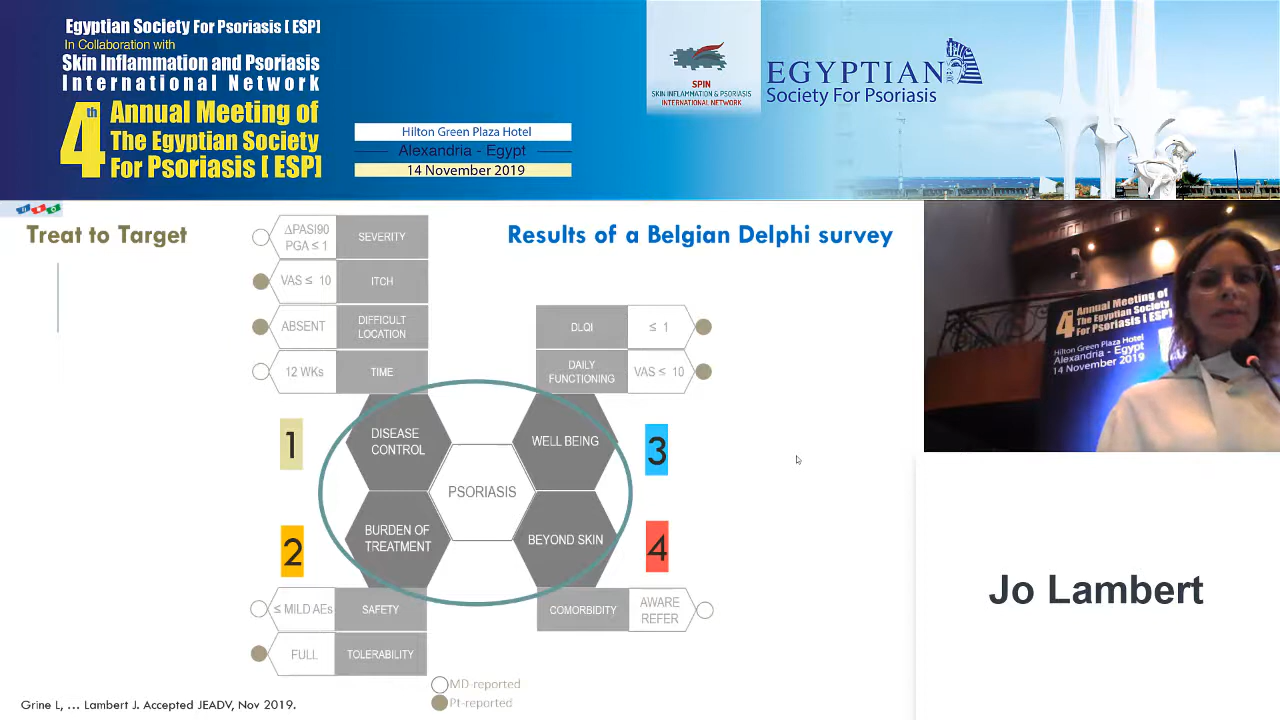 Egyptian Society For Psoriasis [ ESP]
In Collaboration with
Skin Inflammation and Psoriasis
International Network
4th Annual Meeting of
The Egyptian Society
For Psoriasis [ ESP]
Hilton Green Plaza Hotel
Alexandria - Egypt
14 November 2019
SPIN
SKIN INFLAMMATION & PSORIASIS
INTERNATIONAL NETWORK
EGYPTIAN
Society For Psoriasis
Treat to Target
Results of a Belgian Delphi survey
ΔPASI90
PGA ≤ 1
SEVERITY
VAS ≤ 10
ITCH
ABSENT
DIFFICULT
LOCATION
12 WKs
TIME
DLQI
≤ 1
DAILY
FUNCTIONING
VAS ≤ 10
1
DISEASE
CONTROL
WELL BEING
3
PSORIASIS
2
BURDEN OF
TREATMENT
BEYOND SKIN
4
≤ MILD AEs
SAFETY
FULL
TOLERABILITY
COMORBIDITY
AWARE
REFER
MD-reported
Pt-reported
Grine L, ... Lambert J. Accepted JEADV, Nov 2019.
4th Annual Meeting of
The Egyptian Society
For Psoriasis [ESP]
Hilton Green Plaza Hotel
Alexandria - Egypt
14 November 2019
Jo Lambert